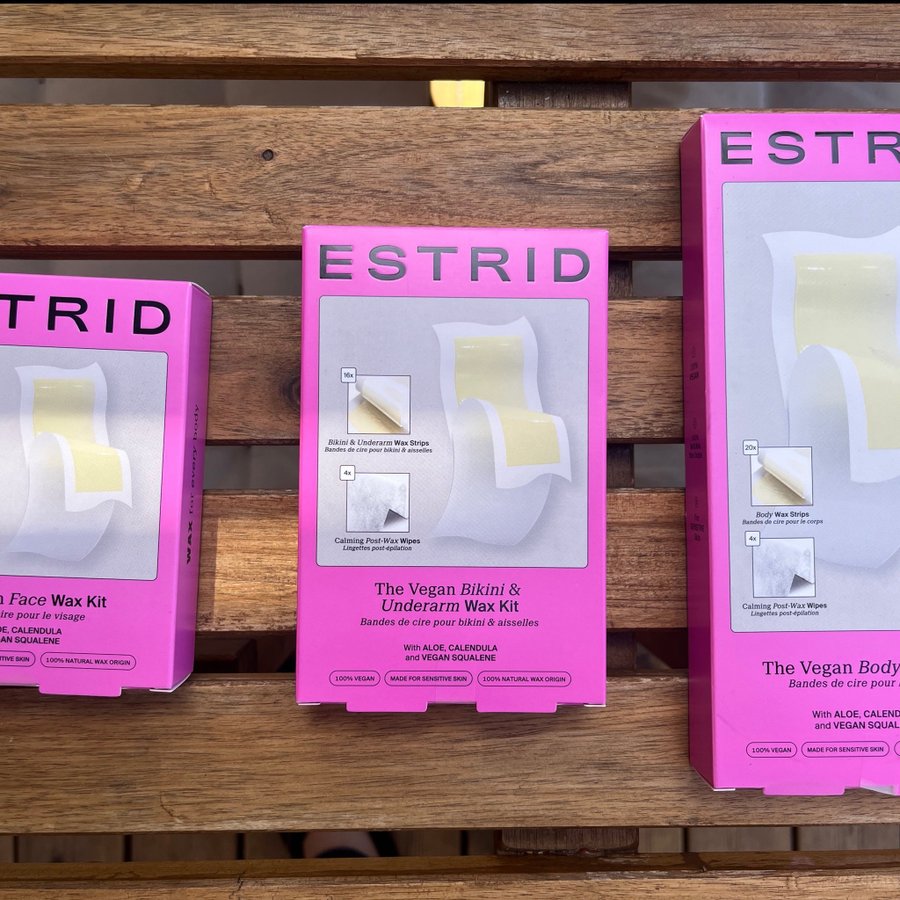 TRID
Face Wax Kit
ire pour le visage
OE, CALENDULA
AN SQUALENE
ITIVE SKIN
100% NATURAL WAX ORIGIN
WAX for every body
ESTRID
16x
Bikini & Underarm Wax Strips
Bandes de cire pour bikini & aisselles
4x
Calming Post-Wax Wipes
Lingettes post-épilation
The Vegan Bikini &
Underarm Wax Kit
Bandes de cire pour bikini & aisselles
With ALOE, CALENDULA
and VEGAN SQUALENE
100% VEGAN
MADE FOR SENSITIVE SKIN
100% NATURAL WAX ORIGIN
ESTR
20x
Body Wax Strips
Bandes de cire pour le corps
4x
Calming Post-Wax Wipes
Lingettes post-épilation
The Vegan Body
Bandes de cire pour
With ALOE, CALEND
and VEGAN SQUAL
100% VEGAN
MADE FOR SENSITIVE SKIN